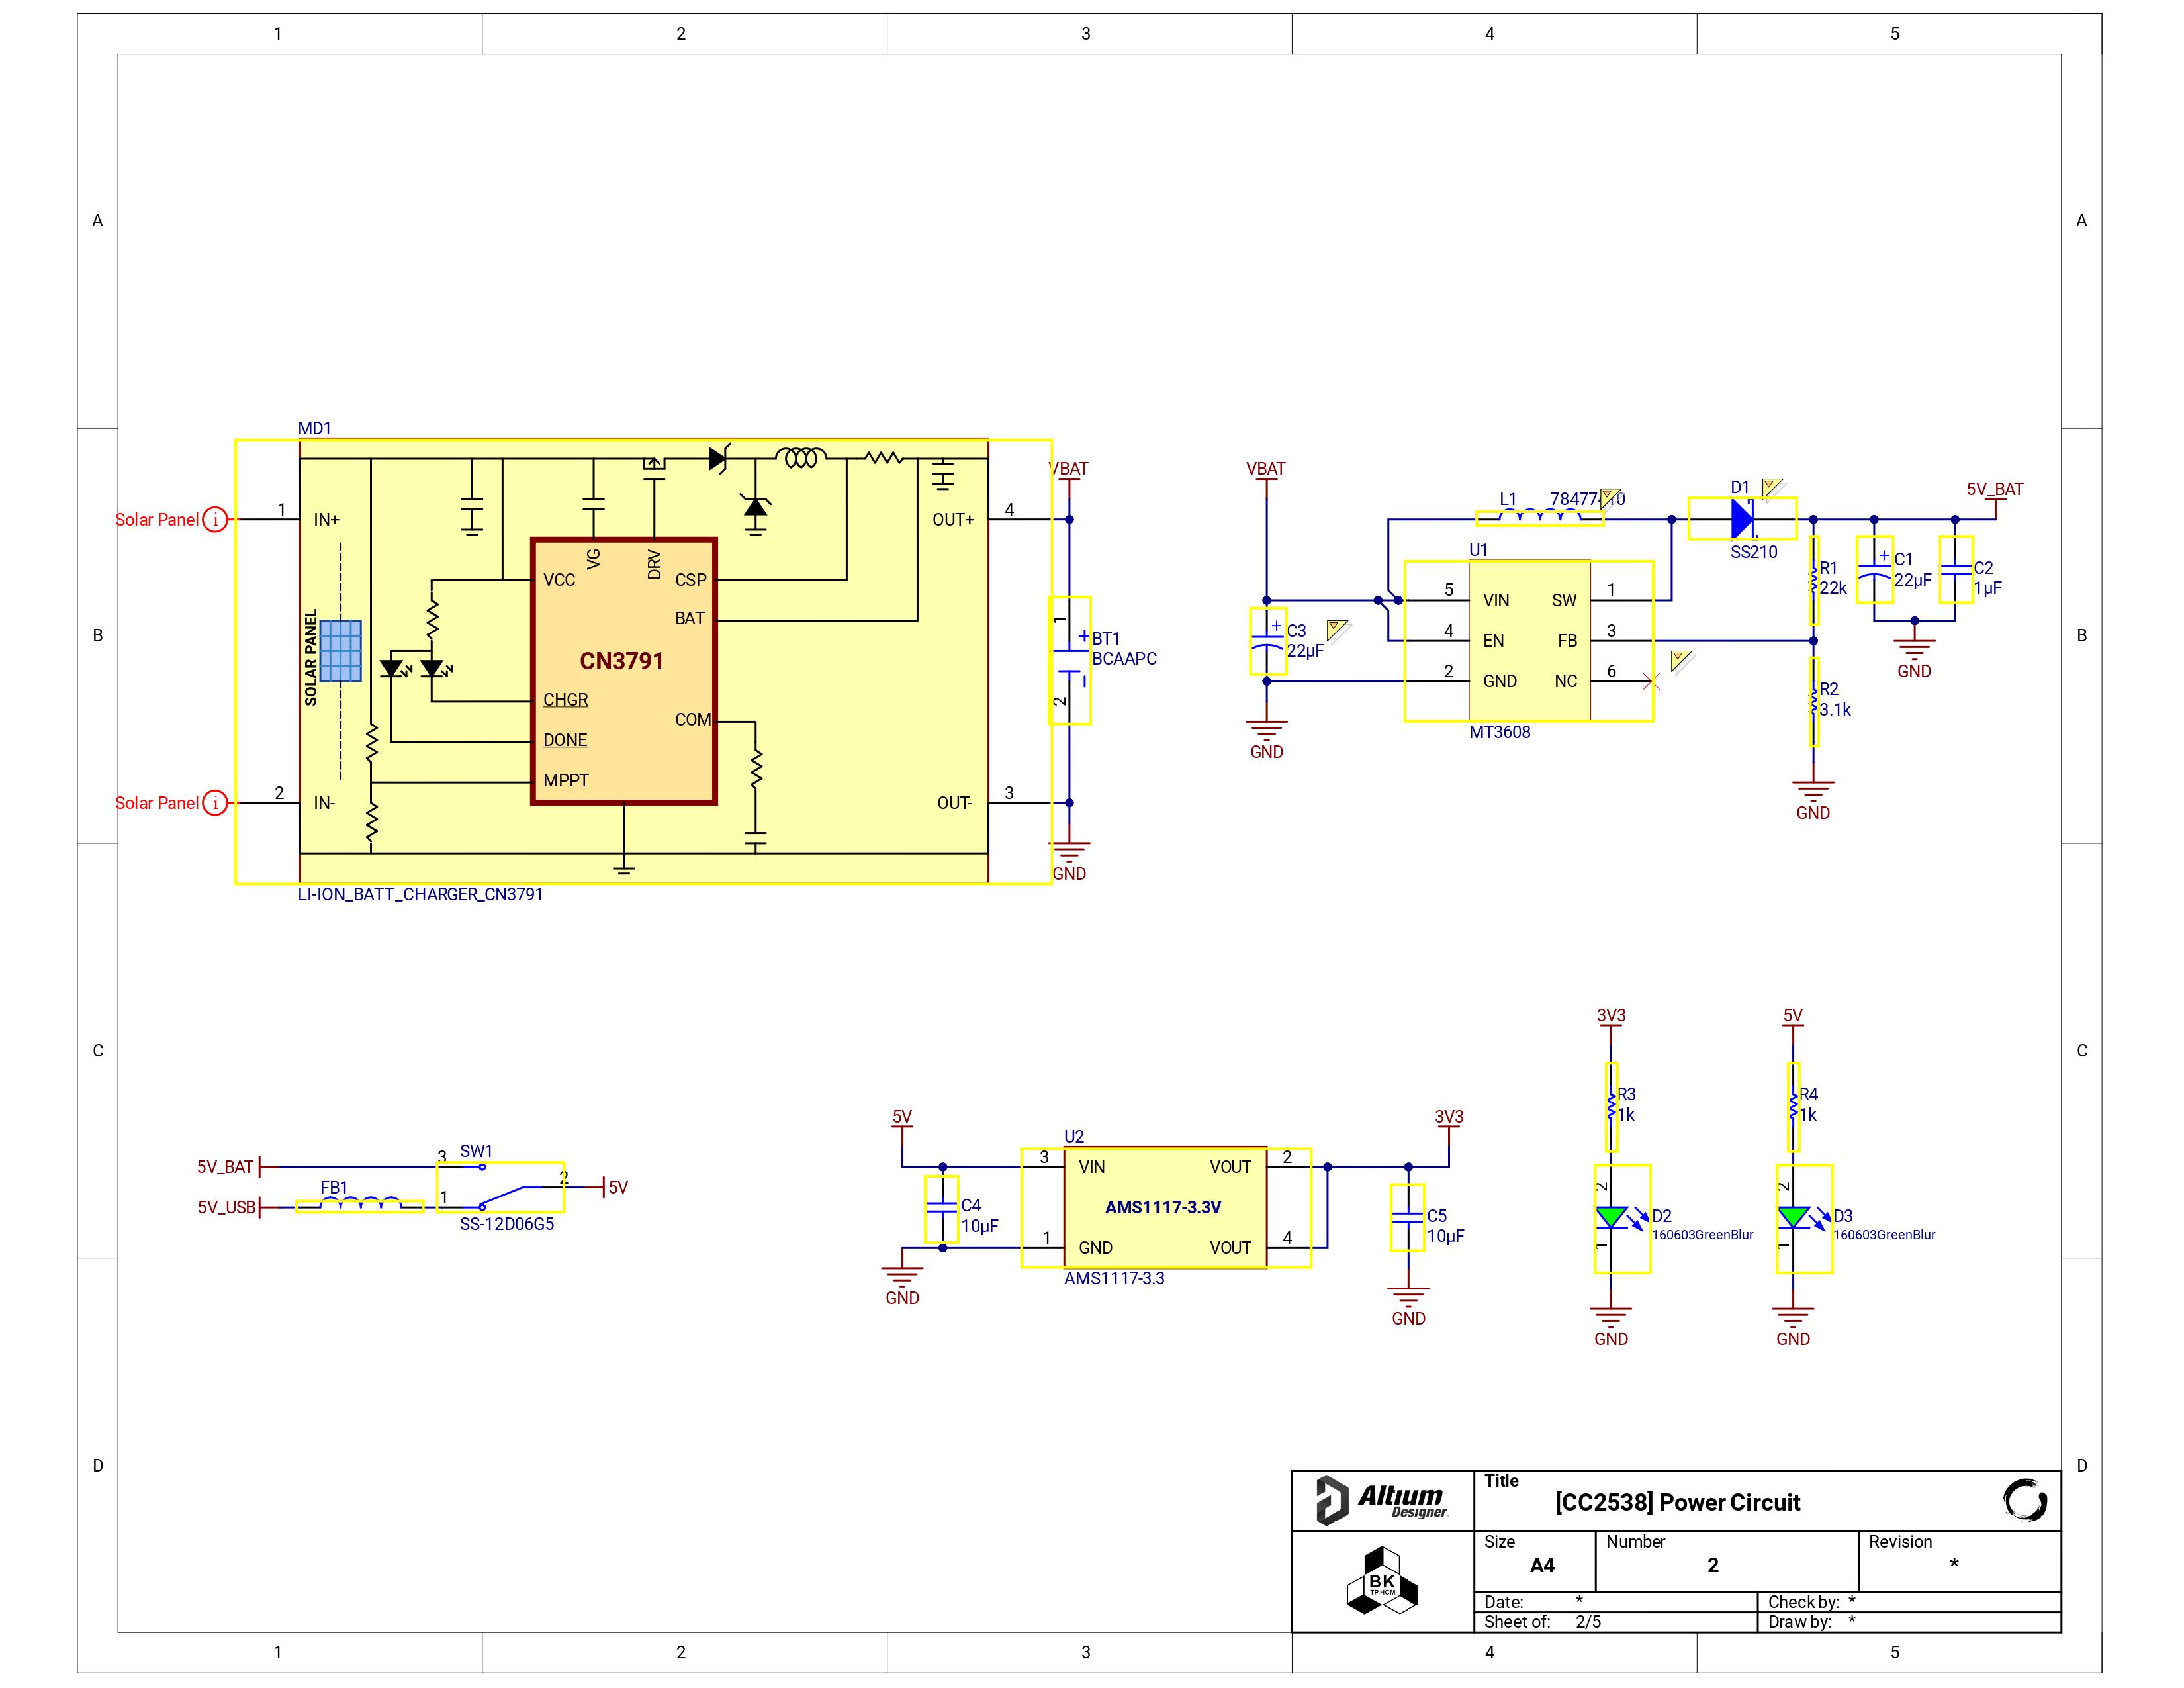 1 2 3 4 5
A A
B B
C C
D D
MD1
SOLAR PANEL
Solar Panel i 1 IN+
Solar Panel i 2 IN-
VCC
VG
DRV
CSP
BAT
CN3791
CHGR
DONE
MPPT
COM
OUT+ 4
OUT- 3
LI-ION_BATT_CHARGER_CN3791
VBAT
1
+ BT1
BCAAPC
2
GND
VBAT
+ C3
22µF
GND
L1
D1
SS210
5V_BAT
U1
5 VIN SW 1
4 EN FB 3
2 GND NC 6
MT3608
R1
22k
+ C1
22µF
C2
1µF
GND
R2
3.1k
GND
5V_BAT
5V_USB
FB1
3 SW1
1
2
5V
SS-12D06G5
5V
C4
10µF
GND
U2
3 VIN VOUT 2
AMS1117-3.3V
1 GND VOUT 4
AMS1117-3.3
3V3
C5
10µF
GND
3V3
R3
1k
2
D2
160603GreenBlur
1
GND
5V
R4
1k
2
D3
160603GreenBlur
1
GND
Altium
Designer
Title
[CC2538] Power Circuit
BK
TP.HCM
Size
A4
Number
2
Revision
*
Date: *
Check by: *
Sheet of: 2/5
Draw by: *
1 2 3 4 5